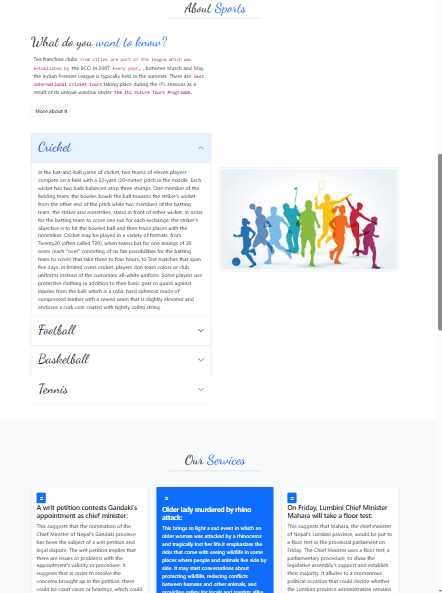 About Sports
What do you want to know?
Ten franchise clubs from cities are part of the league,which was
established by the BCCI in 2007. Every year, , between March and May,
the Indian Premier League is typically held in the summer. There are less
international cricket tours taking place during the IPL seasons as a
result of its unique window under the ICC Future Tours Programme.
More about it
Cricket
In the bat-and-ball game of cricket, two teams of eleven players
compete on a field with a 22-yard (20-meter) pitch in the middle. Each
wicket has two bails balanced atop three stumps. One member of the
fielding team, the bowler, bowls the ball towards the striker's wicket
from the other end of the pitch while two members of the batting
team, the striker and nonstriker, stand in front of either wicket. In order
for the batting team to score one run for each exchange, the striker's
objective is to hit the bowled ball and then trade places with the
nonstriker. Cricket may be played in a variety of formats, from
Twenty20 (often called T20), when teams bat for one innings of 20
overs (each "over" consisting of six fair possibilities for the batting
team to score) that take three to four hours, to Test matches that span
five days. In limited overs cricket, players don team colors or club
uniforms instead of the customary all-white uniform. Some players use
protective clothing in addition to their basic gear to guard against
injuries from the ball, which is a solid, hard spheroid made of
compressed leather with a sewed seam that is slightly elevated and
encloses a cork core coated with tightly coiled string.
Football
Basketball
Tennis
Our Services
A writ petition contests Gandaki's
appointment as chief minister:
This suggests that the nomination of the
Chief Minister of Nepal's Gandaki province
has been the subject of a writ petition and
legal dispute. The writ petition implies that
there are issues or problems with the
appointment's validity or procedure. It
suggests that in order to resolve the
concerns brought up in the petition, there
could be court cases or hearings, which could
Older lady murdered by rhino
attack:
This brings to light a sad event in which an
older woman was attacked by a rhinoceros
and tragically lost her life.It emphasizes the
risks that come with seeing wildlife in some
places where people and animals live side by
side. It may start conversations about
protecting wildlife, reducing conflicts
between humans and other animals, and
providing safety for locals and tourists alike
On Friday, Lumbini Chief Minister
Mahara will take a floor test:
This suggests that Mahara, the chief minister
of Nepal's Lumbini province, would be put to
a floor test in the provincial parliament on
Friday. The Chief Minister uses a floor test, a
parliamentary procedure, to show the
legislative assembly's support and establish
their majority. It alludes to a momentous
political occasion that could decide whether
the Lumbini province administration remains